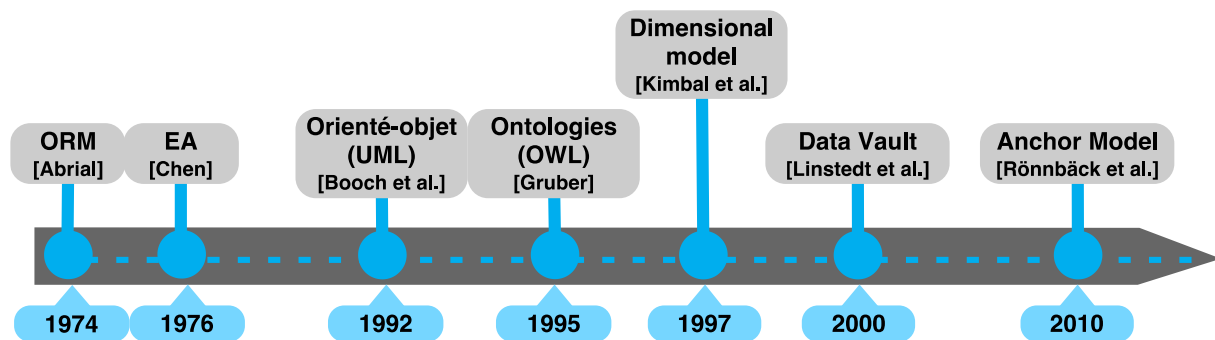 ORM
[Abrial]
EA
[Chen]
Orienté-objet
(UML)
[Booch et al.]
Ontologies
(OWL)
[Gruber]
Dimensional
model
[Kimbal et al.]
Data Vault
[Linstedt et al.]
Anchor Model
[Rönnbäck et al.]
1974
1976
1992
1995
1997
2000
2010